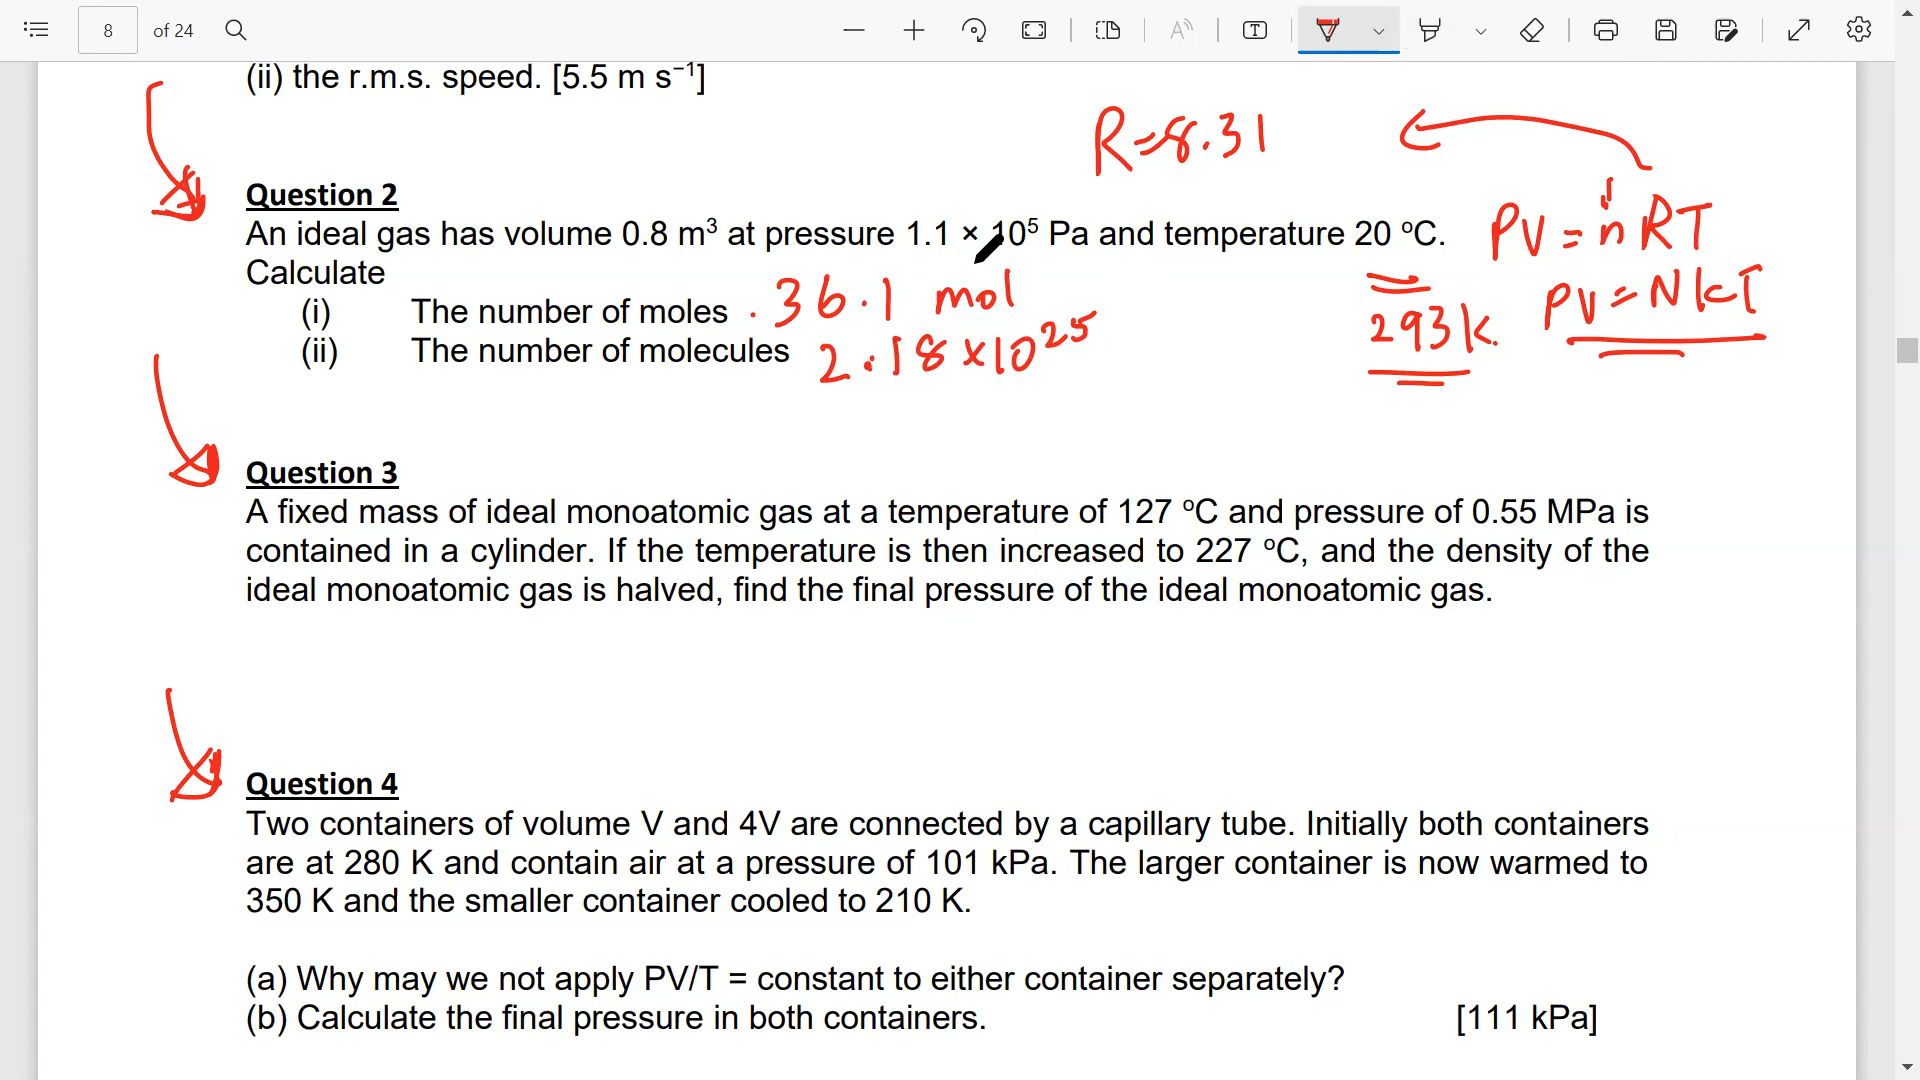 8 of 24
(ii) the r.m.s. speed. [5.5 m s⁻¹]
R=8.31
Question 2
An ideal gas has volume 0.8 m³ at pressure 1.1 × 10⁵ Pa and temperature 20 ºC.
PV = nRT
Calculate
(i) The number of moles . 36.1 mol
293K.
PV = NkT
(ii) The number of molecules 2.18×10²⁵
Question 3
A fixed mass of ideal monoatomic gas at a temperature of 127 ºC and pressure of 0.55 MPa is
contained in a cylinder. If the temperature is then increased to 227 ºC, and the density of the
ideal monoatomic gas is halved, find the final pressure of the ideal monoatomic gas.
Question 4
Two containers of volume V and 4V are connected by a capillary tube. Initially both containers
are at 280 K and contain air at a pressure of 101 kPa. The larger container is now warmed to
350 K and the smaller container cooled to 210 K.
(a) Why may we not apply PV/T = constant to either container separately?
(b) Calculate the final pressure in both containers. [111 kPa]